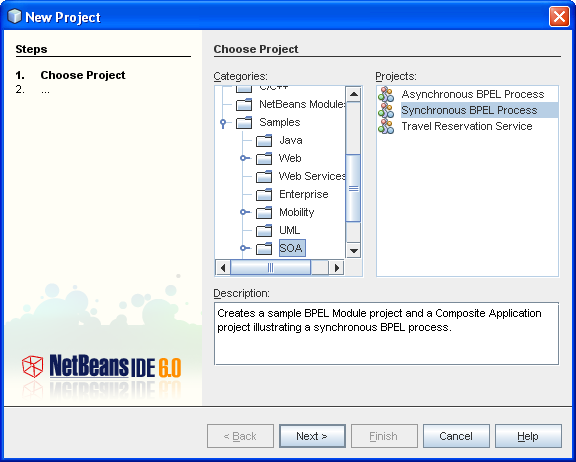 New Project
Steps
1. Choose Project
2. ...
Choose Project
Categories:
C/C++
NetBeans Modules
Samples
Java
Web
Web Services
Enterprise
Mobility
UML
SOA
Projects:
Asynchronous BPEL Process
Synchronous BPEL Process
Travel Reservation Service
Description:
Creates a sample BPEL Module project and a Composite Application
project illustrating a synchronous BPEL process.
NetBeans IDE 6.0
< Back
Next >
Finish
Cancel
Help